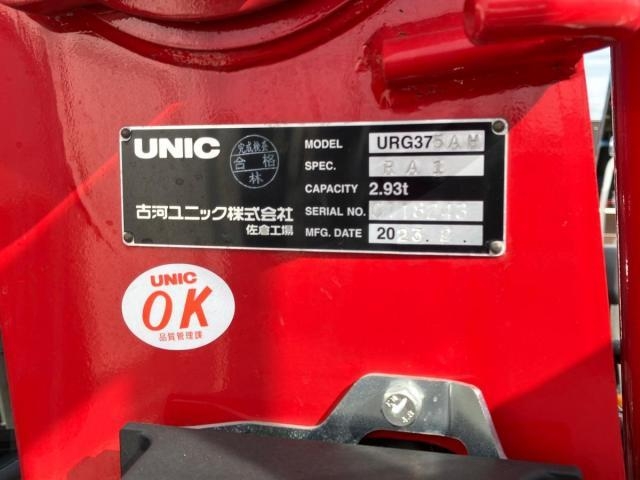 UNIC
完成検査
合格
林
古河ユニック株式会社
佐倉工場
MODEL URG375AM
SPEC. RA1
CAPACITY 2.93t
SERIAL NO.
MFG. DATE 2023.2.
UNIC
OK
品質管理課